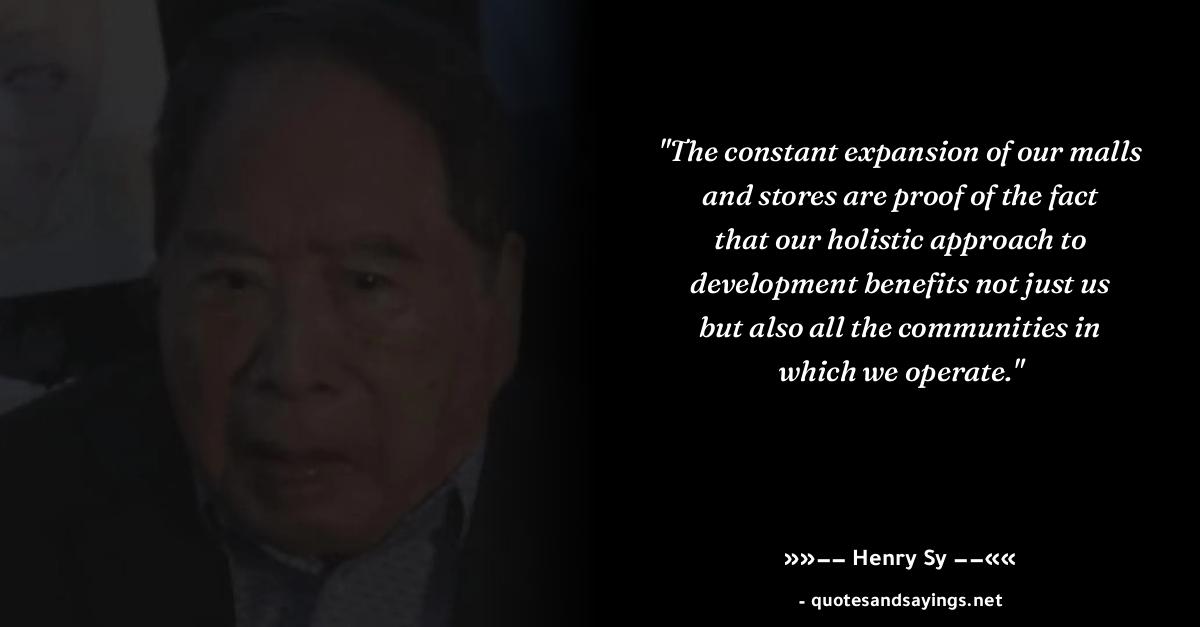 "The constant expansion of our malls
and stores are proof of the fact
that our holistic approach to
development benefits not just us
but also all the communities in
which we operate."
»»−− Henry Sy −−««
- quotesandsayings.net